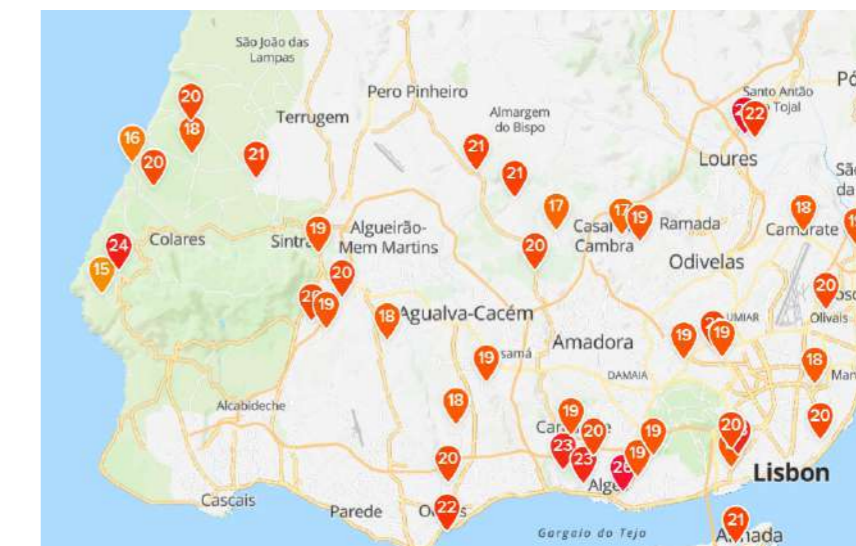 São João das
Lampas
Pero Pinheiro
Terrugem
Almargem
do Bispo
Santo Antão
Tojal
Loures
20
18
16
20
21
21
21
22
17
17
19
18
Ramada
Colares
24
15
19
Algueirão-
Mem Martins
20
20
Odivelas
19
18
Agualva-Cacém
Amadora
19
19
20
Olivais
19
DAMAIA
18
Alcabideche
18
19
20
19
20
20
23
23
19
20
Lisbon
Cascais
Parede
22
21
Gargalo do Tejo